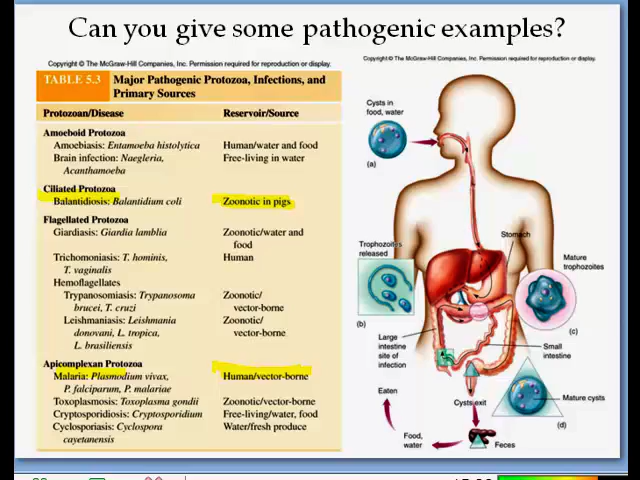 Can you give some pathogenic examples?
Copyright © The McGraw-Hill Companies, Inc. Permission required for reproduction or display.
TABLE 5.3 Major Pathogenic Protozoa, Infections, and
Primary Sources
Protozoan/Disease Reservoir/Source
Amoeboid Protozoa
Amoebiasis: Entamoeba histolytica Human/water and food
Brain infection: Naegleria, Free-living in water
Acanthamoeba
Ciliated Protozoa
Balantidiosis: Balantidium coli Zoonotic in pigs
Flagellated Protozoa
Giardiasis: Giardia lamblia Zoonotic/water and
food
Trichomoniasis: T. hominis, Human
T. vaginalis
Hemoflagellates
Trypanosomiasis: Trypanosoma Zoonotic/
brucei, T. cruzi vector-borne
Leishmaniasis: Leishmania Zoonotic/
donovani, L. tropica, vector-borne
L. brasiliensis
Apicomplexan Protozoa
Malaria: Plasmodium vivax, Human/vector-borne
P. falciparum, P. malariae
Toxoplasmosis: Toxoplasma gondii Zoonotic/vector-borne
Cryptosporidiosis: Cryptosporidium Free-living/water, food
Cyclosporiasis: Cyclospora Water/fresh produce
cayetanensis
Copyright © The McGraw-Hill Companies, Inc. Permission required for reproduction or display.
Cysts in
food, water
(a)
Stomach
Trophozoites
released
Mature
trophozoites
(b)
(c)
Large
intestine
site of
infection
Small
intestine
Eaten
Cysts exit
Mature cysts
(d)
Food,
water
Feces